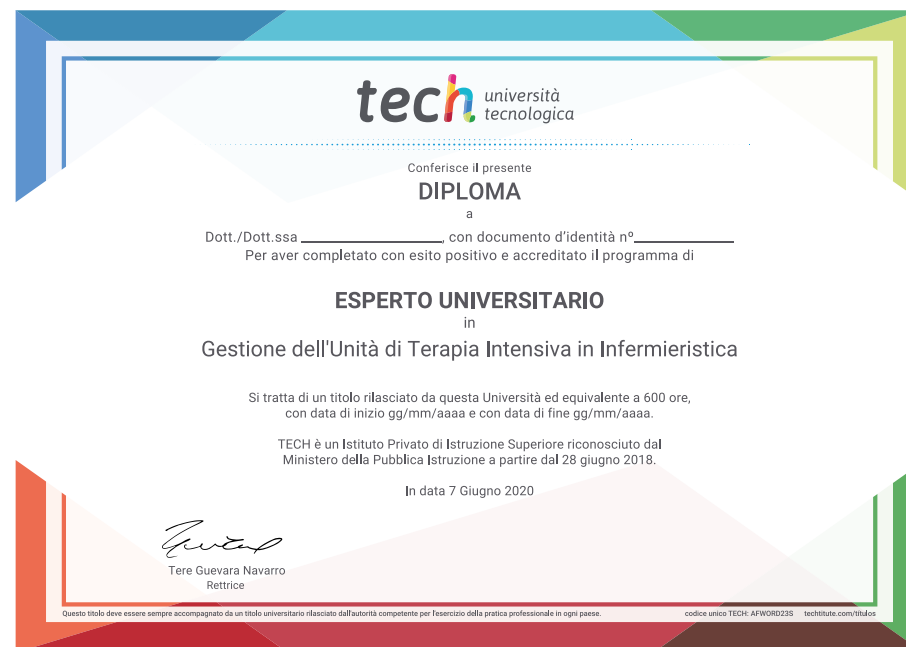 tech università
tecnologica
Conferisce il presente
DIPLOMA
a
Dott./Dott.ssa ____________________, con documento d'identità nº______________
Per aver completato con esito positivo e accreditato il programma di
ESPERTO UNIVERSITARIO
in
Gestione dell'Unità di Terapia Intensiva in Infermieristica
Si tratta di un titolo rilasciato da questa Università ed equivalente a 600 ore,
con data di inizio gg/mm/aaaa e con data di fine gg/mm/aaaa.
TECH è un Istituto Privato di Istruzione Superiore riconosciuto dal
Ministero della Pubblica Istruzione a partire dal 28 giugno 2018.
In data 7 Giugno 2020
Tere Guevara Navarro
Rettrice
Questo titolo deve essere sempre accompagnato da un titolo universitario rilasciato dall'autorità competente per l'esercizio della pratica professionale in ogni paese. codice unico TECH: AFWORD23S techtitute.com/títulos